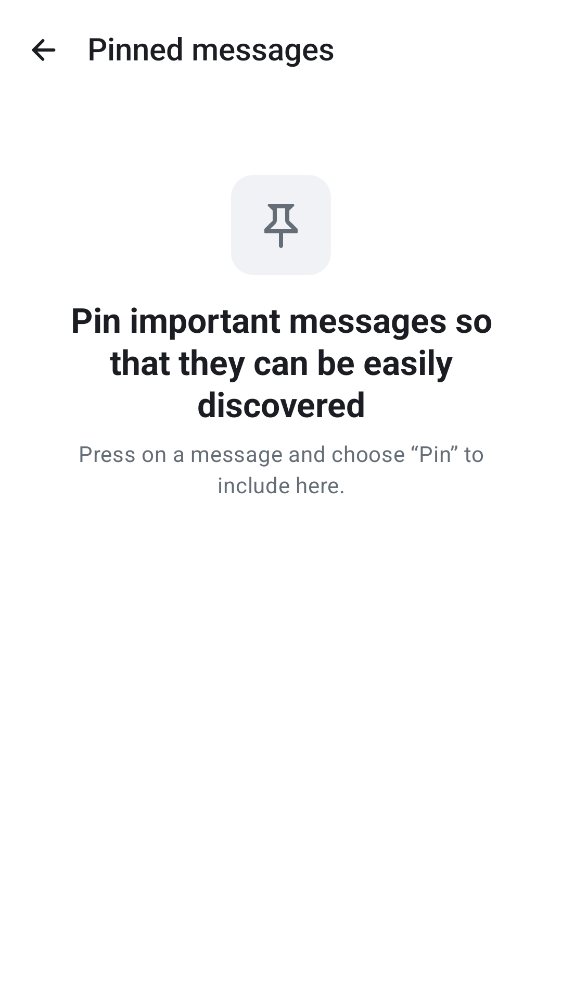 Pinned messages
Pin important messages so
that they can be easily
discovered
Press on a message and choose “Pin” to
include here.